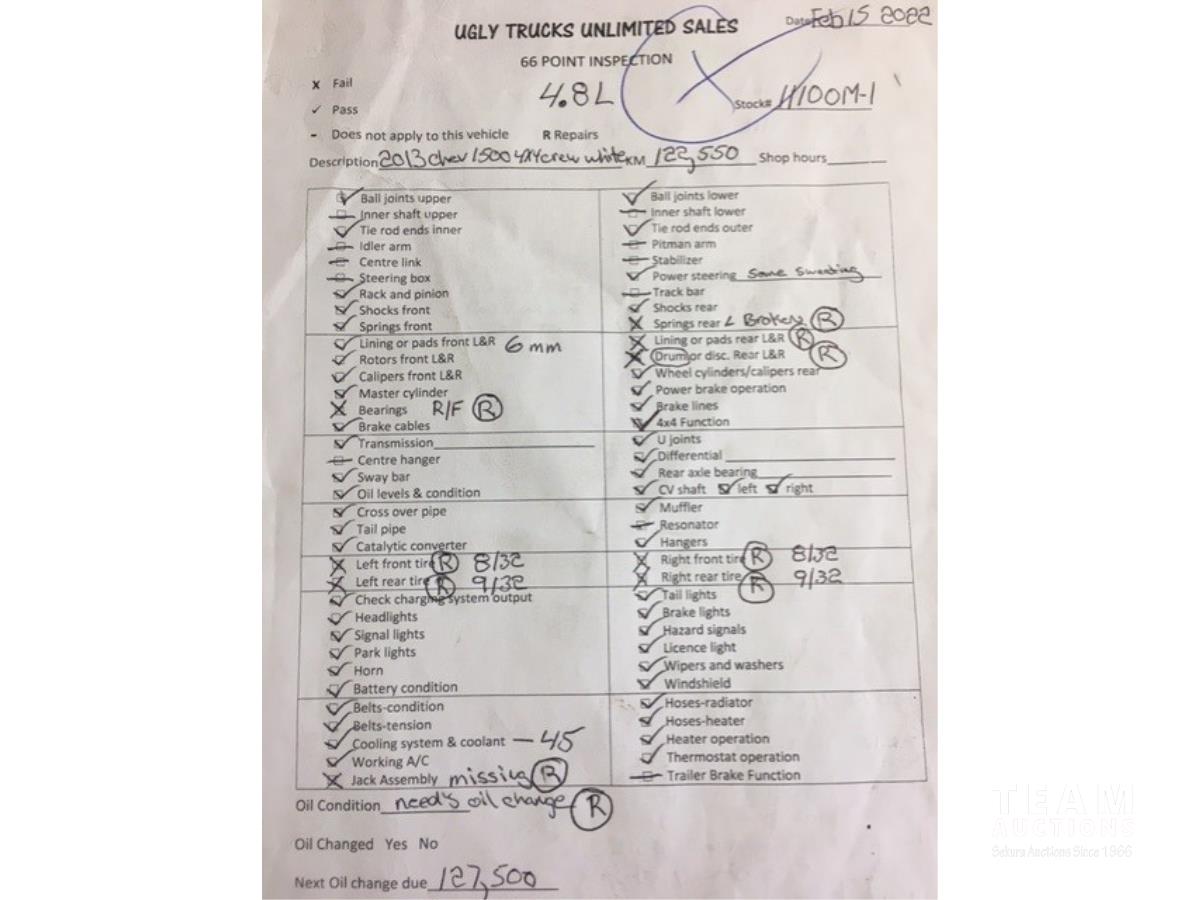 UGLY TRUCKS UNLIMITED SALES
Date Feb 15 2022
66 POINT INSPECTION
x Fail
4.8L
Stock# H100M-1
✓ Pass
- Does not apply to this vehicle R Repairs
Description 2013 chev 1500 4x4 crew white KM 122,550 Shop hours
Ball joints upper
Inner shaft upper
Tie rod ends inner
Idler arm
Centre link
Steering box
Rack and pinion
Shocks front
Springs front
Ball joints lower
Inner shaft lower
Tie rod ends outer
Pitman arm
Stabilizer
Power steering Some Sweating
Track bar
Shocks rear
Springs rear L Broken R
Lining or pads front L&R 6 mm
Rotors front L&R
Calipers front L&R
Master cylinder
Bearings R/F R
Brake cables
Lining or pads rear L&R R
Drum or disc. Rear L&R R
Wheel cylinders/calipers rear
Power brake operation
Brake lines
4x4 Function
Transmission
Centre hanger
Sway bar
Oil levels & condition
U joints
Differential
Rear axle bearing
CV shaft left right
Cross over pipe
Tail pipe
Catalytic converter
Muffler
Resonator
Hangers
Left front tire R 8/32
Left rear tire R 9/32
Right front tire R 8/32
Right rear tire R 9/32
Check charging system output
Headlights
Signal lights
Park lights
Horn
Battery condition
Tail lights
Brake lights
Hazard signals
Licence light
Wipers and washers
Windshield
Belts-condition
Belts-tension
Cooling system & coolant - 45
Working A/C
Jack Assembly missing R
Hoses-radiator
Hoses-heater
Heater operation
Thermostat operation
Trailer Brake Function
Oil Condition need's oil change R
Oil Changed Yes No
Next Oil change due 127,500
TEAM
AUCTIONS
Sekura Auctions Since 1966